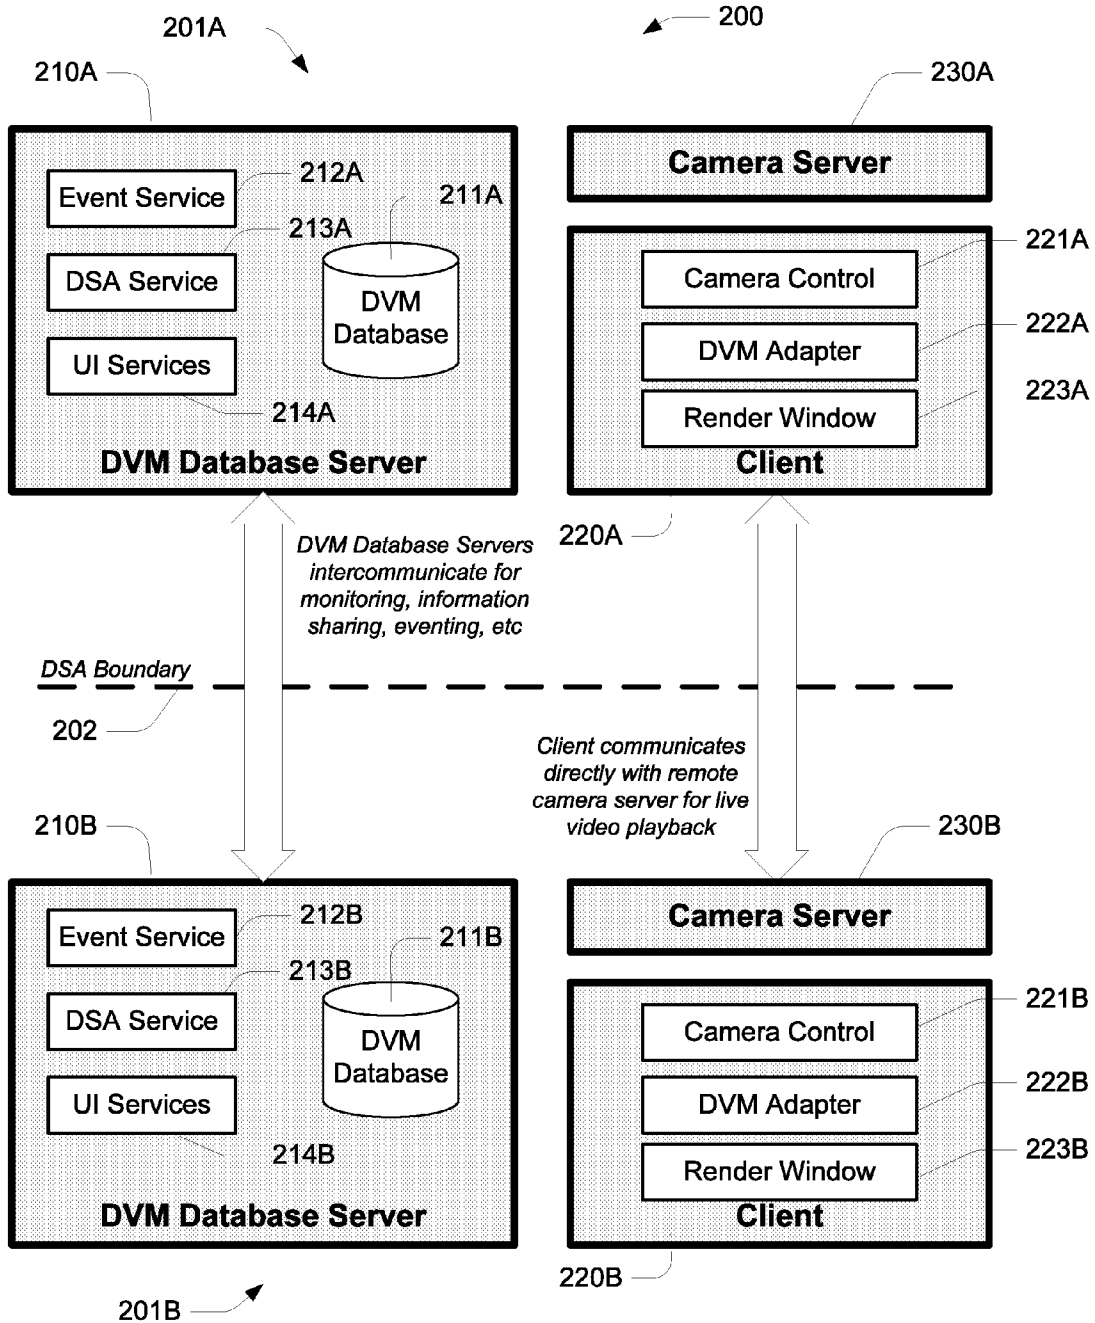 201A
200
210A
230A
Camera Server
Event Service
212A
211A
213A
DSA Service
DVM
Database
UI Services
214A
DVM Database Server
221A
Camera Control
222A
DVM Adapter
223A
Render Window
Client
220A
DVM Database Servers
intercommunicate for
monitoring, information
sharing, eventing, etc
DSA Boundary
202
Client communicates
directly with remote
camera server for live
video playback
210B
230B
Camera Server
Event Service
212B
211B
213B
DSA Service
DVM
Database
UI Services
214B
DVM Database Server
221B
Camera Control
222B
DVM Adapter
223B
Render Window
Client
220B
201B